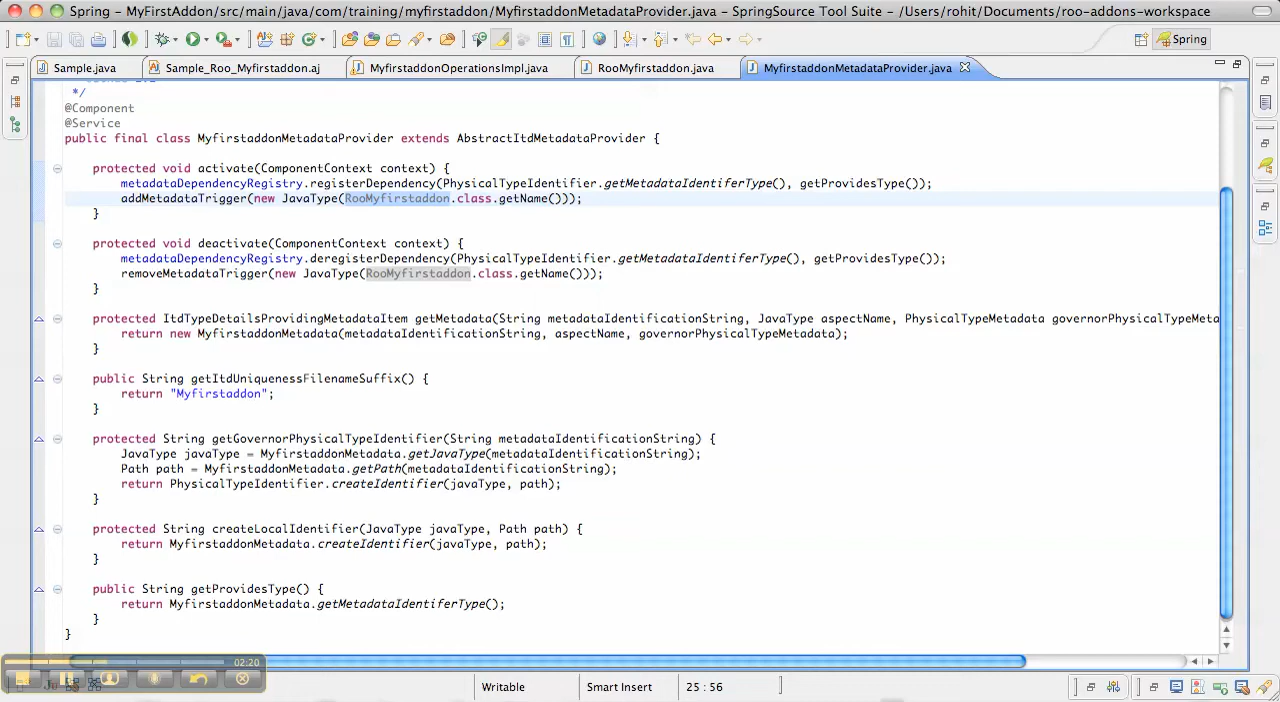 Spring - MyFirstAddon/src/main/java/com/training/myfirstaddon/MyfirstaddonMetadataProvider.java - SpringSource Tool Suite - /Users/rohit/Documents/roo-addons-workspace
Spring
Sample.java
Sample_Roo_Myfirstaddon.aj
MyfirstaddonOperationsImpl.java
RooMyfirstaddon.java
MyfirstaddonMetadataProvider.java
*/
@Component
@Service
public final class MyfirstaddonMetadataProvider extends AbstractItdMetadataProvider {
protected void activate(ComponentContext context) {
metadataDependencyRegistry.registerDependency(PhysicalTypeIdentifier.getMetadataIdentiferType(), getProvidesType());
addMetadataTrigger(new JavaType(RooMyfirstaddon.class.getName()));
}
protected void deactivate(ComponentContext context) {
metadataDependencyRegistry.deregisterDependency(PhysicalTypeIdentifier.getMetadataIdentiferType(), getProvidesType());
removeMetadataTrigger(new JavaType(RooMyfirstaddon.class.getName()));
}
protected ItdTypeDetailsProvidingMetadataItem getMetadata(String metadataIdentificationString, JavaType aspectName, PhysicalTypeMetadata governorPhysicalTypeMeta
return new MyfirstaddonMetadata(metadataIdentificationString, aspectName, governorPhysicalTypeMetadata);
}
public String getItdUniquenessFilenameSuffix() {
return "Myfirstaddon";
}
protected String getGovernorPhysicalTypeIdentifier(String metadataIdentificationString) {
JavaType javaType = MyfirstaddonMetadata.getJavaType(metadataIdentificationString);
Path path = MyfirstaddonMetadata.getPath(metadataIdentificationString);
return PhysicalTypeIdentifier.createIdentifier(javaType, path);
}
protected String createLocalIdentifier(JavaType javaType, Path path) {
return MyfirstaddonMetadata.createIdentifier(javaType, path);
}
public String getProvidesType() {
return MyfirstaddonMetadata.getMetadataIdentiferType();
}
}
02:20
Writable
Smart Insert
25 : 56